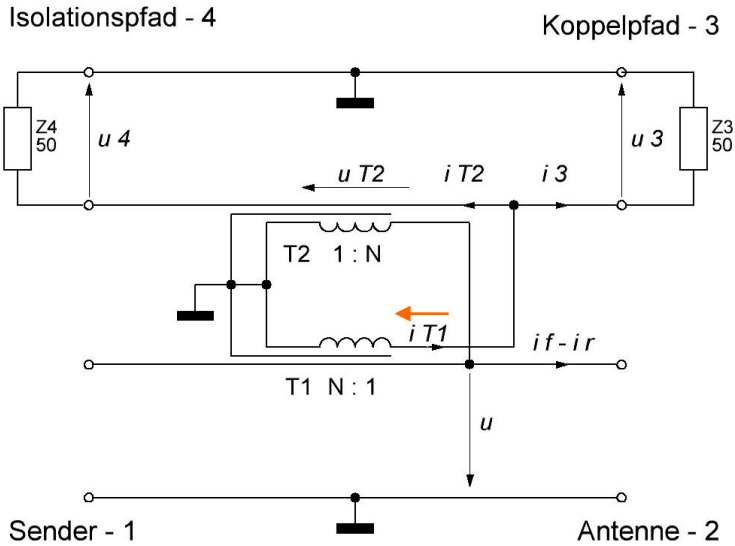 Isolationspfad - 4
Koppelpfad - 3
Z4
50
u 4
u 3
Z3
50
u T2
i T2
i 3
T2 1 : N
i T1
i f - i r
T1 N : 1
u
Sender - 1
Antenne - 2